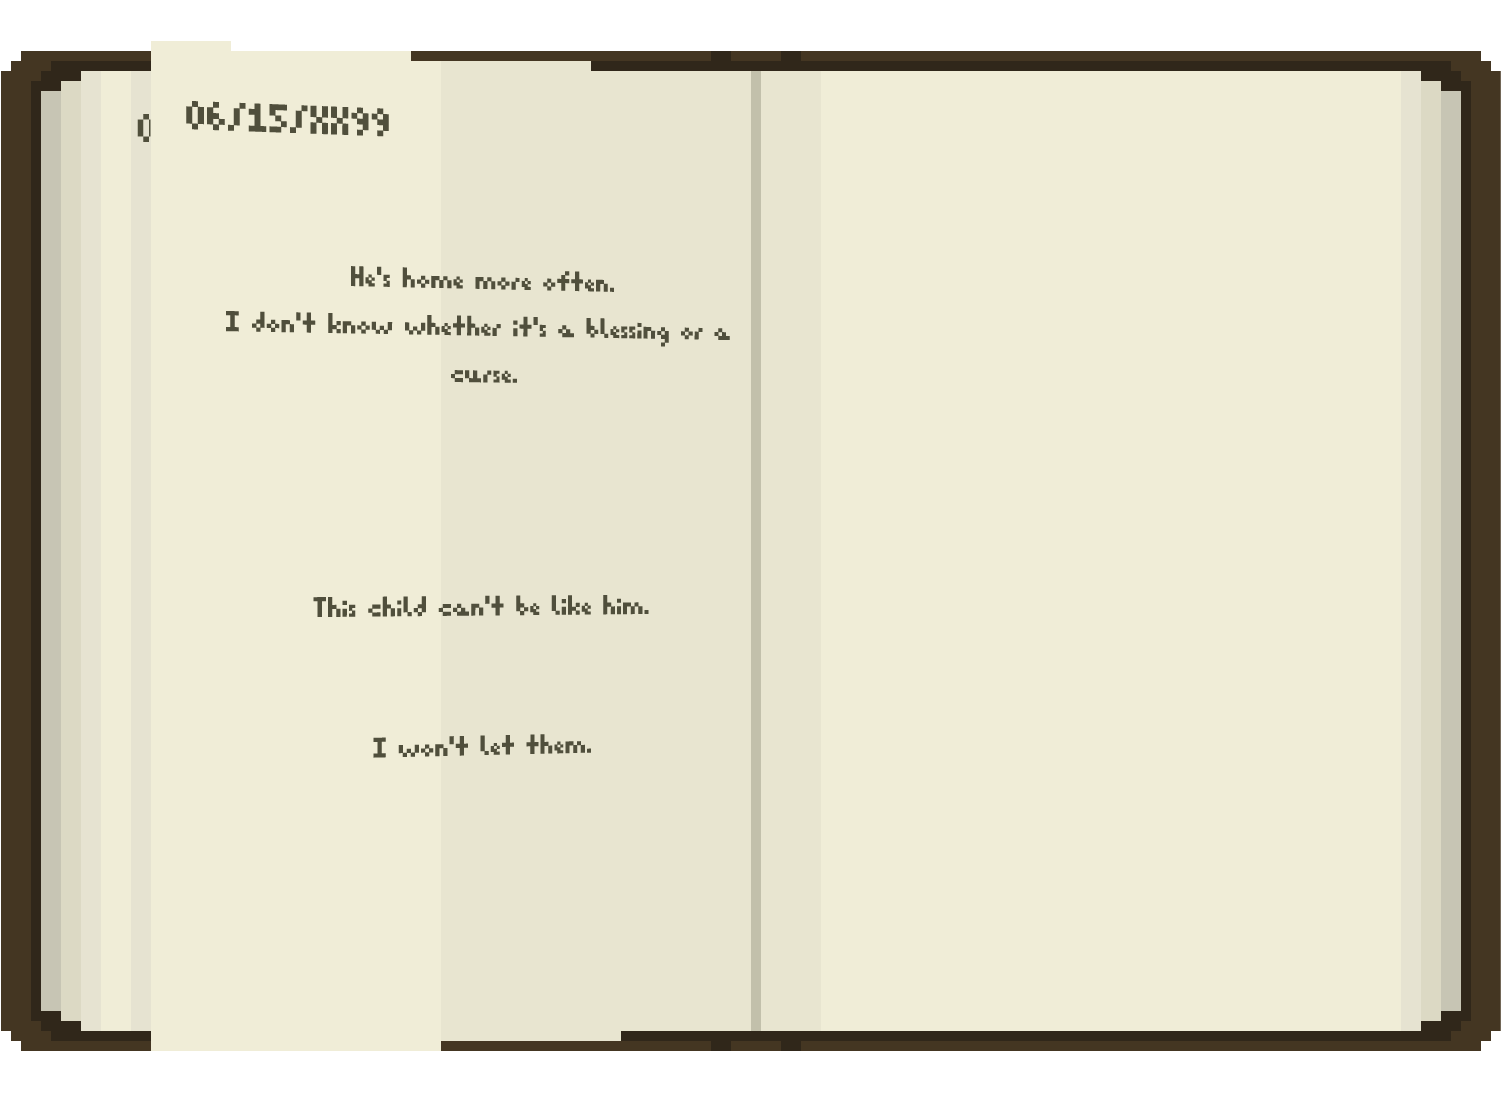 0
06/15/XX99
He's home more often.
I don't know whether it's a blessing or a
curse.
This child can't be like him.
I won't let them.